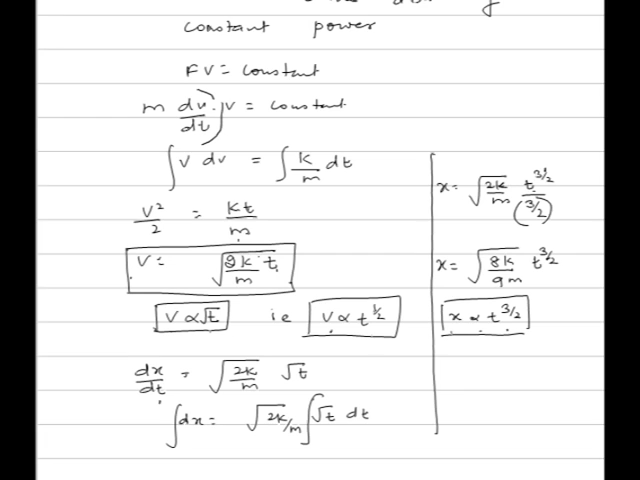 constant power
FV = constant
m dv/dt · v = constant
∫ v dv = ∫ k/m dt
v²/2 = kt/m
v = √(2k/m t)
v ∝ √t ie v ∝ t^1/2
dx/dt = √(2k/m) √t
∫ dx = √(2k/m) ∫ √t dt
x = √(2k/m) t^3/2/(3/2)
x = √(8k/9m) t^3/2
x ∝ t^3/2